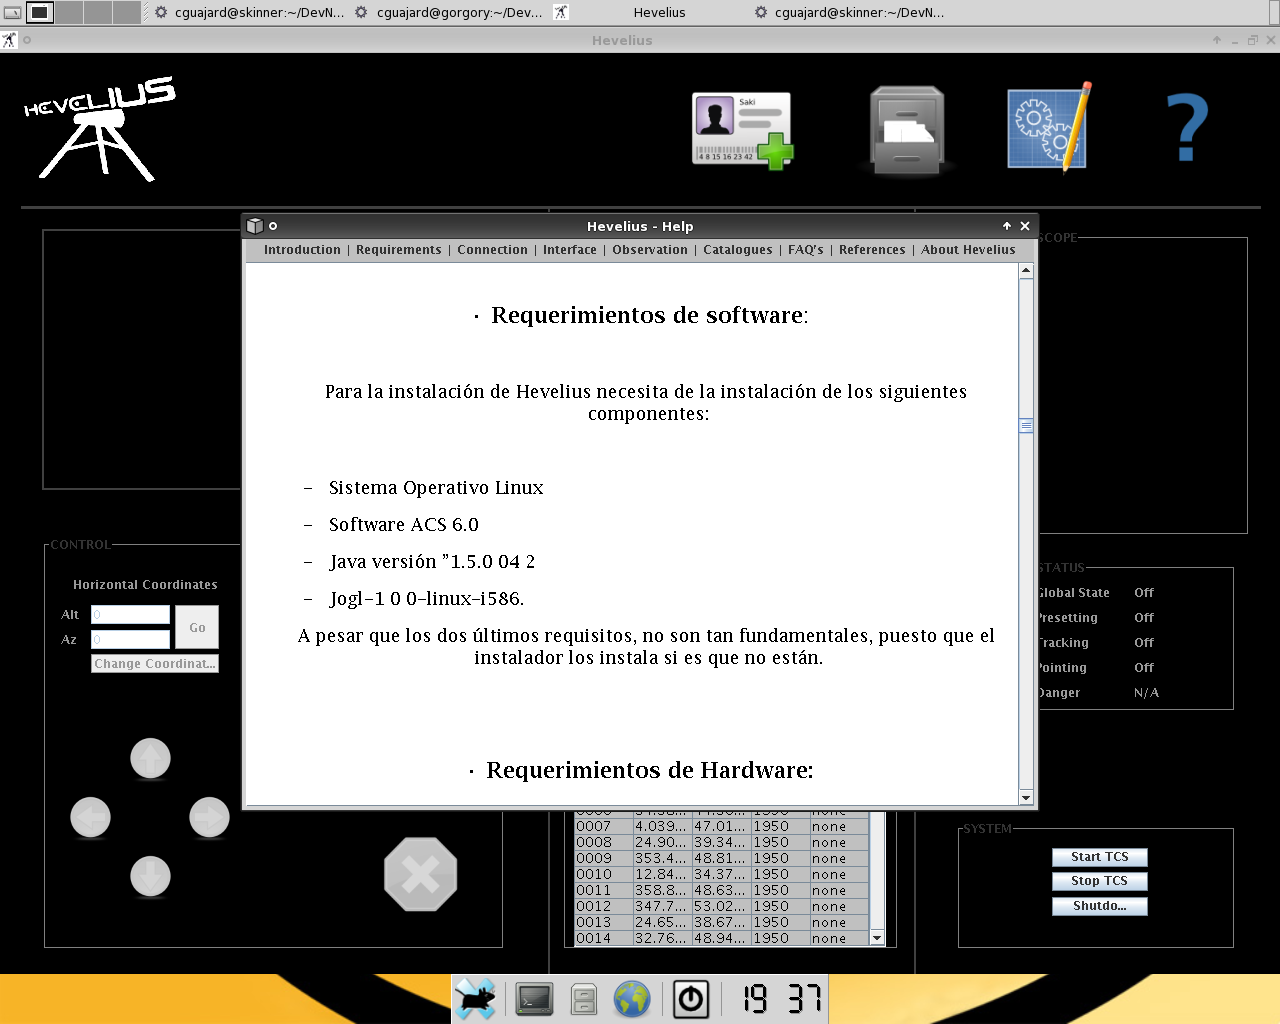 cguajard@skinner:~/DevN...
cguajard@gorgory:~/Dev...
Hevelius
cguajard@skinner:~/DevN...
Hevelius
HEVELIUS
Saki
4 8 15 16 23 42
?
Hevelius - Help
Introduction | Requirements | Connection | Interface | Observation | Catalogues | FAQ's | References | About Hevelius
· Requerimientos de software:
Para la instalación de Hevelius necesita de la instalación de los siguientes
componentes:
– Sistema Operativo Linux
– Software ACS 6.0
– Java versión ”1.5.0 04 2
– Jogl-1 0 0-linux-i586.
A pesar que los dos últimos requisitos, no son tan fundamentales, puesto que el
instalador los instala si es que no están.
· Requerimientos de Hardware:
SCOPE
CONTROL
Horizontal Coordinates
Alt 0
Az 0
Go
Change Coordinat...
STATUS
Global State Off
Presetting Off
Tracking Off
Pointing Off
Danger N/A
0007 4.039... 47.01... 1950 none
0008 24.90... 39.34... 1950 none
0009 353.4... 48.81... 1950 none
0010 12.84... 34.37... 1950 none
0011 358.8... 48.63... 1950 none
0012 347.7... 53.02... 1950 none
0013 24.65... 38.67... 1950 none
0014 32.76... 48.94... 1950 none
SYSTEM
Start TCS
Stop TCS
Shutdo...
19 37